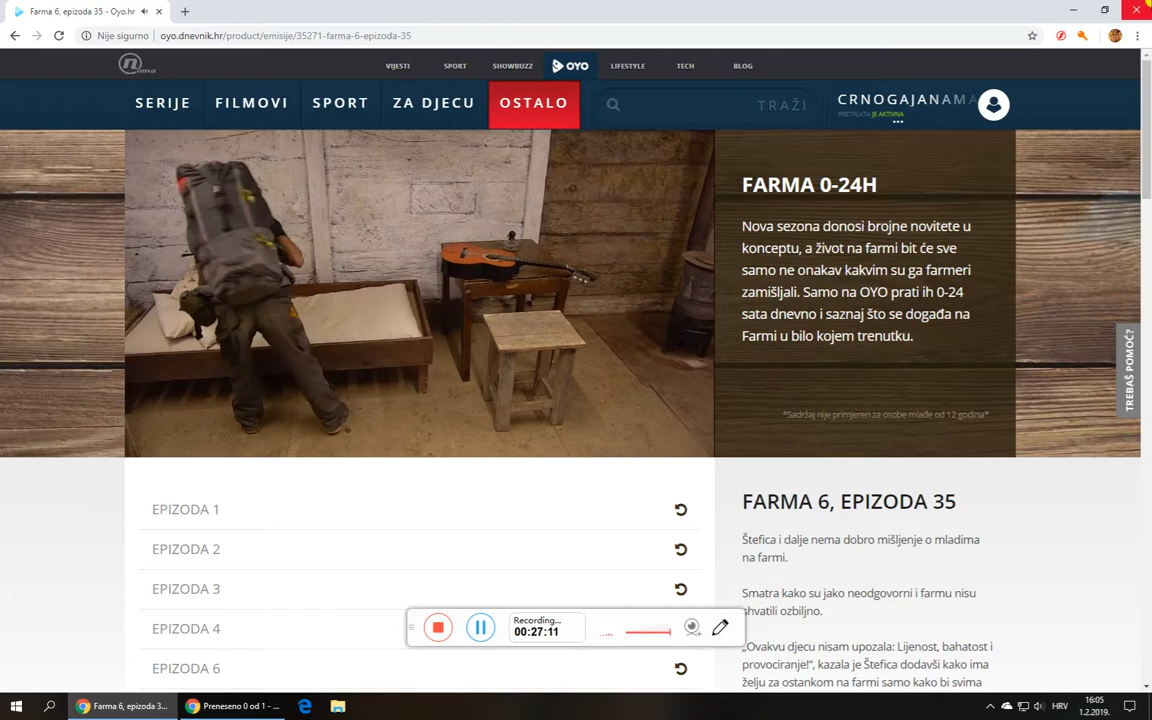 Farma 6, epizoda 35 - Oyo.hr
Nije sigurno
oyo.dnevnik.hr/product/emisije/35271-farma-6-epizoda-35
nova
VIJESTI
SPORT
SHOWBUZZ
OYO
LIFESTYLE
TECH
BLOG
SERIJE
FILMOVI
SPORT
ZA DJECU
OSTALO
TRAŽI
CRNOGAJANAMA
PRETPLATA JE AKTIVNA
FARMA 0-24H
Nova sezona donosi brojne novitete u
konceptu, a život na farmi bit će sve
samo ne onakav kakvim su ga farmeri
zamišljali. Samo na OYO prati ih 0-24
sata dnevno i saznaj što se događa na
Farmi u bilo kojem trenutku.
*Sadržaj nije primjeren za osobe mlađe od 12 godina*
TREBAŠ POMOĆ?
EPIZODA 1
EPIZODA 2
EPIZODA 3
EPIZODA 4
EPIZODA 6
FARMA 6, EPIZODA 35
Štefica i dalje nema dobro mišljenje o mladima
na farmi.
Smatra kako su jako neodgovorni i farmu nisu
shvatili ozbiljno.
„Ovakvu djecu nisam upozala: Lijenost, bahatost i
provociranje!“, kazala je Štefica dodavši kako ima
želju za ostankom na farmi samo kako bi svima
Recording...
00:27:11
Farma 6, epizoda 3...
Preneseno 0 od 1 - ...
HRV
16:05
1.2.2019.